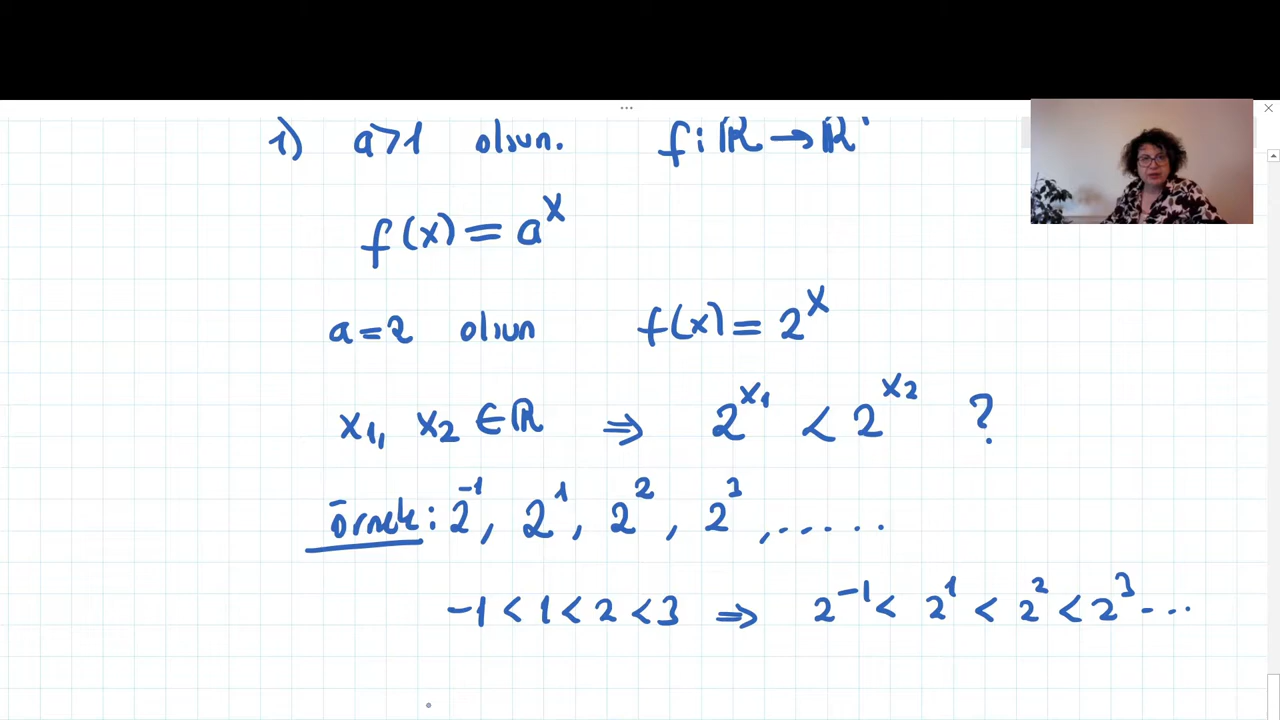 1) a>1 olsun. f: ℝ → ℝ⁺
f(x) = a^x
a=2 olsun f(x) = 2^x
x₁, x₂ ∈ ℝ ⇒ 2^x₁ < 2^x₂ ?
örnek: 2^-1, 2^1, 2^2, 2^3, ......
-1 < 1 < 2 < 3 ⇒ 2^-1 < 2^1 < 2^2 < 2^3 ...